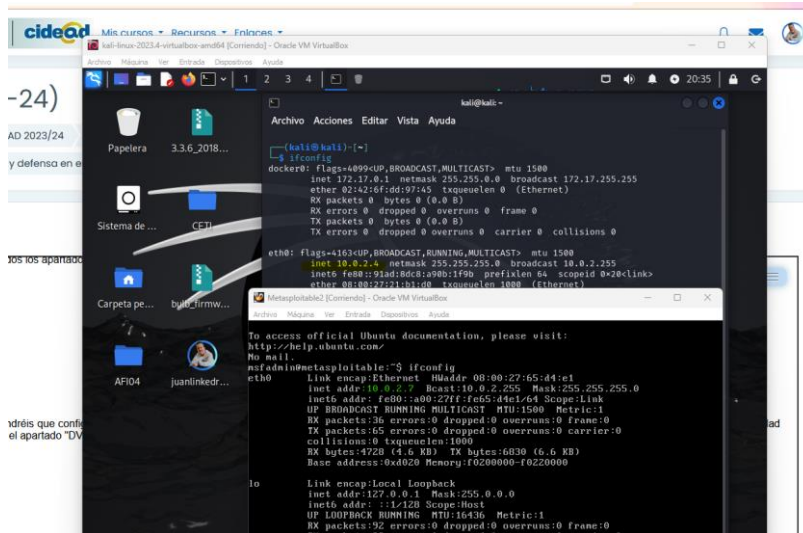 cidead Mis cursos Recursos Enlaces
kali-linux-2023.4-virtualbox-amd64 [Corriendo] - Oracle VM VirtualBox
Archivo Máquina Ver Entrada Dispositivos Ayuda
1 2 3 4 20:35
-24)
AD 2023/24
y defensa en e
dos los apartado
ndréis que config
el apartado "DV
dad
Papelera
3.3.6_2018...
Sistema de ...
CETI
Carpeta pe...
bulb_firmw...
AFI04
juanlinkedr...
kali@kali: ~
Archivo Acciones Editar Vista Ayuda
(kali㉿kali)-[~]
$ ifconfig
docker0: flags=4099<UP,BROADCAST,MULTICAST> mtu 1500
inet 172.17.0.1 netmask 255.255.0.0 broadcast 172.17.255.255
ether 02:42:6f:dd:97:45 txqueuelen 0 (Ethernet)
RX packets 0 bytes 0 (0.0 B)
RX errors 0 dropped 0 overruns 0 frame 0
TX packets 0 bytes 0 (0.0 B)
TX errors 0 dropped 0 overruns 0 carrier 0 collisions 0
eth0: flags=4163<UP,BROADCAST,RUNNING,MULTICAST> mtu 1500
inet 10.0.2.4 netmask 255.255.255.0 broadcast 10.0.2.255
inet6 fe80::91ad:8dc8:a90b:1f9b prefixlen 64 scopeid 0×20<link>
ether 08:00:27:21:b1:d0 txqueuelen 1000 (Ethernet)
Metasploitable2 [Corriendo] - Oracle VM VirtualBox
Archivo Máquina Ver Entrada Dispositivos Ayuda
To access official Ubuntu documentation, please visit:
http://help.ubuntu.com/
No mail.
msfadmin@metasploitable:~$ ifconfig
eth0 Link encap:Ethernet HWaddr 08:00:27:65:d4:e1
inet addr:10.0.2.7 Bcast:10.0.2.255 Mask:255.255.255.0
inet6 addr: fe80::a00:27ff:fe65:d4e1/64 Scope:Link
UP BROADCAST RUNNING MULTICAST MTU:1500 Metric:1
RX packets:36 errors:0 dropped:0 overruns:0 frame:0
TX packets:65 errors:0 dropped:0 overruns:0 carrier:0
collisions:0 txqueuelen:1000
RX bytes:4728 (4.6 KB) TX bytes:6830 (6.6 KB)
Base address:0xd020 Memory:f0200000-f0220000
lo Link encap:Local Loopback
inet addr:127.0.0.1 Mask:255.0.0.0
inet6 addr: ::1/128 Scope:Host
UP LOOPBACK RUNNING MTU:16436 Metric:1
RX packets:92 errors:0 dropped:0 overruns:0 frame:0